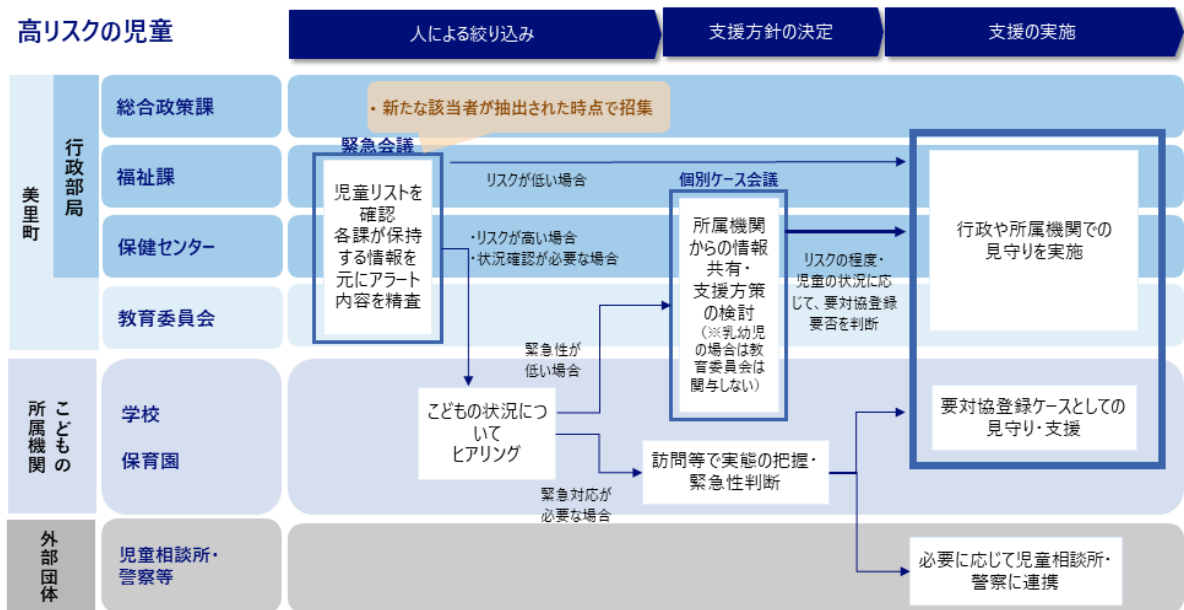 高リスクの児童
人による絞り込み
支援方針の決定
支援の実施
美里町
行政部局
総合政策課
福祉課
保健センター
教育委員会
こどもの
所属機関
学校
保育園
外部団体
児童相談所・
警察等
・新たな該当者が抽出された時点で招集
緊急会議
児童リストを
確認
各課が保持
する情報を
元にアラート
内容を精査
リスクが低い場合
・リスクが高い場合
・状況確認が必要な場合
こどもの状況につ
いて
ヒアリング
緊急性が
低い場合
緊急対応が
必要な場合
個別ケース会議
所属機関
からの情報
共有・
支援方策
の検討
（※乳幼児
の場合は教
育委員会は
関与しない）
訪問等で実態の把握・
緊急性判断
リスクの程度・
児童の状況に応
じて、要対協登録
要否を判断
行政や所属機関での
見守りを実施
要対協登録ケースとしての
見守り・支援
必要に応じて児童相談所・
警察に連携